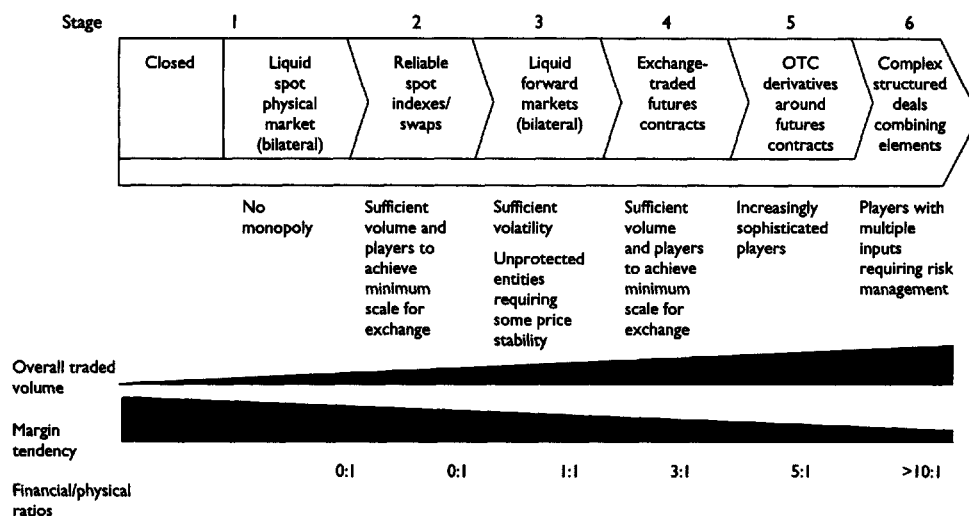 Stage 1 2 3 4 5 6
Closed
Liquid
spot
physical
market
(bilateral)
Reliable
spot
indexes/
swaps
Liquid
forward
markets
(bilateral)
Exchange-
traded
futures
contracts
OTC
derivatives
around
futures
contracts
Complex
structured
deals
combining
elements
No
monopoly
Sufficient
volume and
players to
achieve
minimum
scale for
exchange
Sufficient
volatility
Unprotected
entities
requiring
some price
stability
Sufficient
volume
and players
to achieve
minimum
scale for
exchange
Increasingly
sophisticated
players
Players with
multiple
inputs
requiring risk
management
Overall traded
volume
Margin
tendency
Financial/physical
ratios
0:1 0:1 1:1 3:1 5:1 >10:1